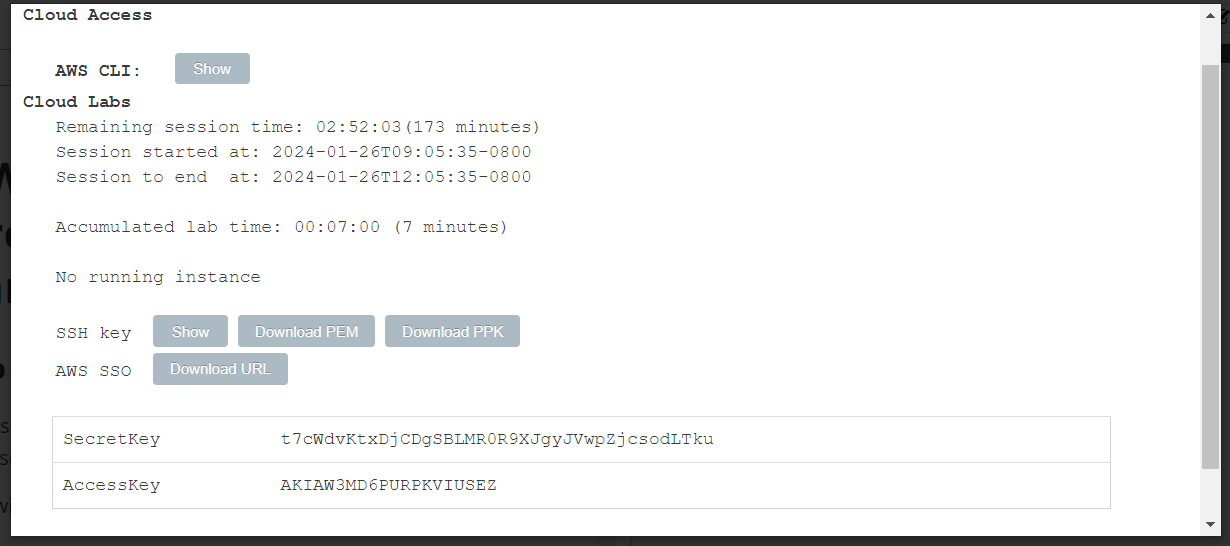 Cloud Access
AWS CLI: Show
Cloud Labs
Remaining session time: 02:52:03(173 minutes)
Session started at: 2024-01-26T09:05:35-0800
Session to end  at: 2024-01-26T12:05:35-0800
Accumulated lab time: 00:07:00 (7 minutes)
No running instance
SSH key Show Download PEM Download PPK
AWS SSO Download URL
SecretKey t7cWdvKtxDjCDgSBLMR0R9XJgyJVwpZjcsodLTku
AccessKey AKIAW3MD6PURPKVIUSEZ